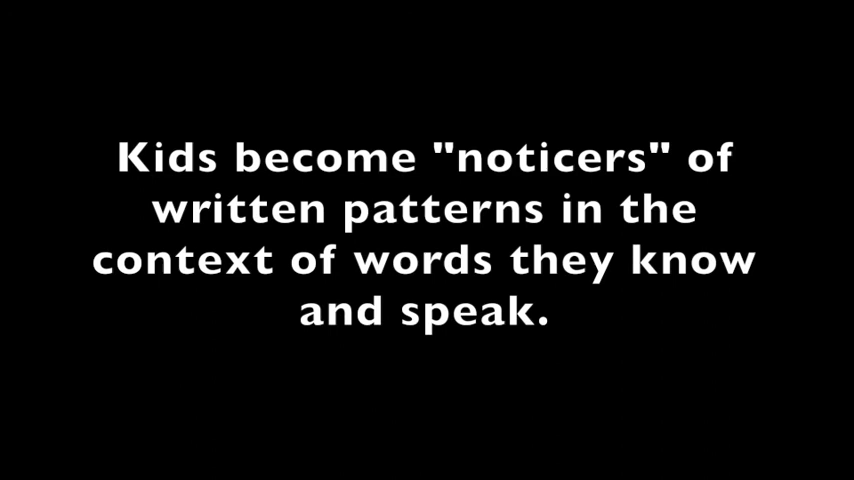 Kids become "noticers" of
written patterns in the
context of words they know
and speak.